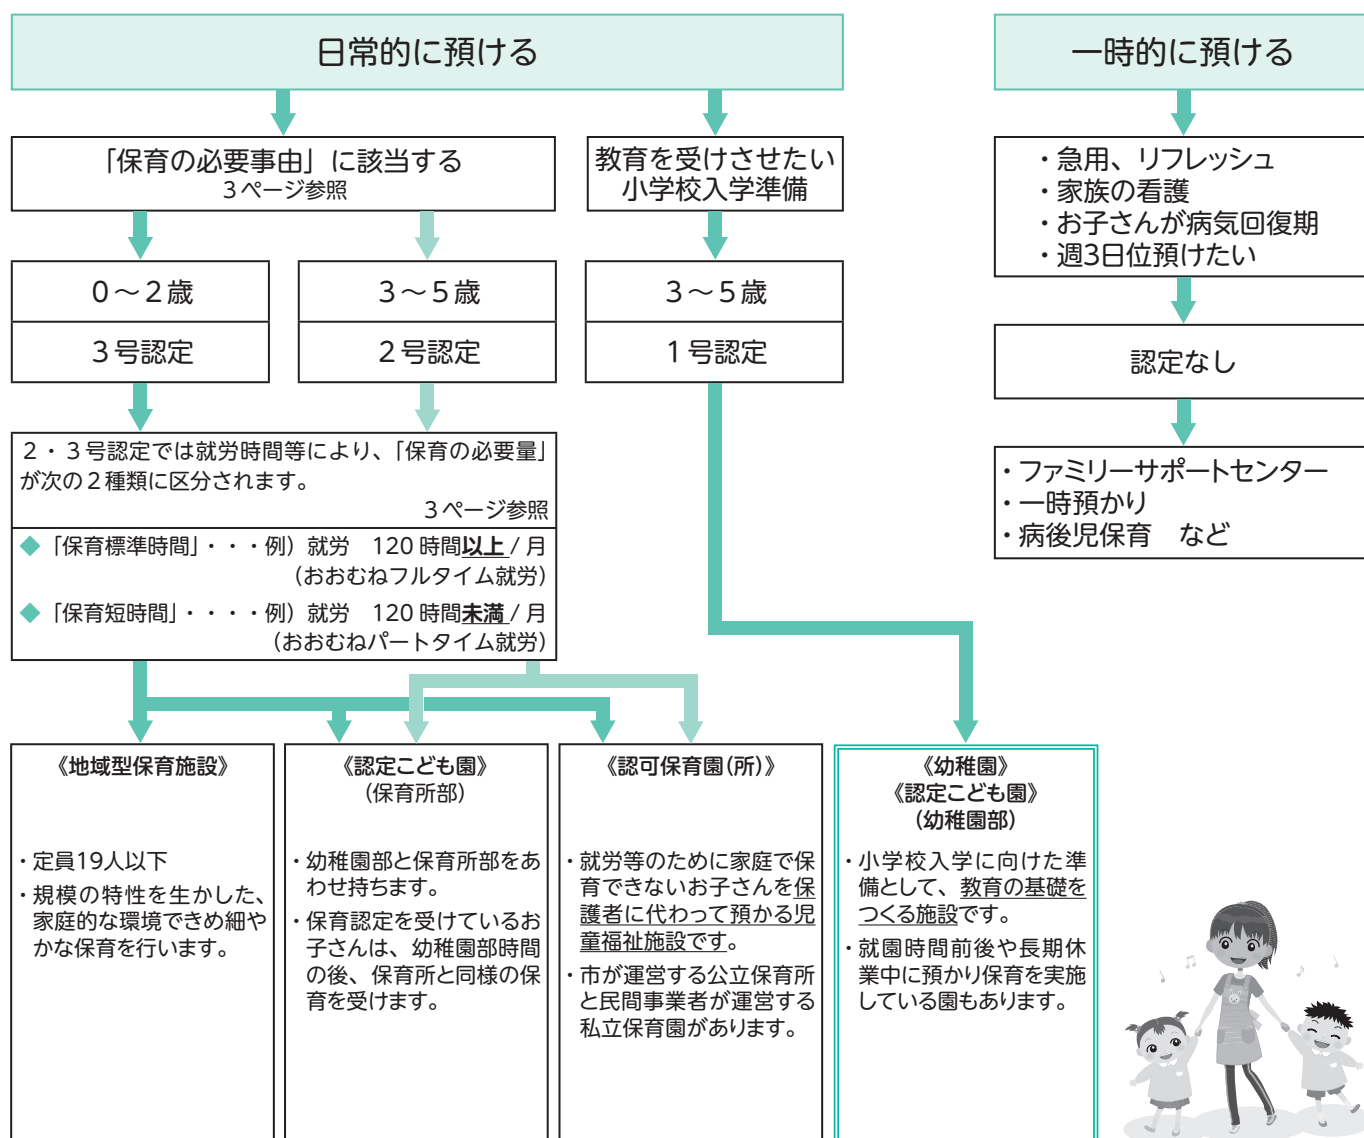 日常的に預ける
「保育の必要事由」に該当する
3ページ参照
教育を受けさせたい
小学校入学準備
0～2歳
3号認定
3～5歳
2号認定
3～5歳
1号認定
2・3号認定では就労時間等により、「保育の必要量」
が次の2種類に区分されます。
3ページ参照
◆「保育標準時間」・・・例）就労　120時間以上/月
（おおむねフルタイム就労）
◆「保育短時間」・・・・例）就労　120時間未満/月
（おおむねパートタイム就労）
《地域型保育施設》
・定員19人以下
・規模の特性を生かした、
家庭的な環境できめ細や
かな保育を行います。
《認定こども園》
（保育所部）
・幼稚園部と保育所部をあ
わせ持ちます。
・保育認定を受けているお
子さんは、幼稚園部時間
の後、保育所と同様の保
育を受けます。
《認可保育園（所）》
・就労等のために家庭で保
育できないお子さんを保
護者に代わって預かる児
童福祉施設です。
・市が運営する公立保育所
と民間事業者が運営する
私立保育園があります。
《幼稚園》
《認定こども園》
（幼稚園部）
・小学校入学に向けた準
備として、教育の基礎を
つくる施設です。
・就園時間前後や長期休
業中に預かり保育を実施
している園もあります。
一時的に預ける
・急用、リフレッシュ
・家族の看護
・お子さんが病気回復期
・週3日位預けたい
認定なし
・ファミリーサポートセンター
・一時預かり
・病後児保育　など